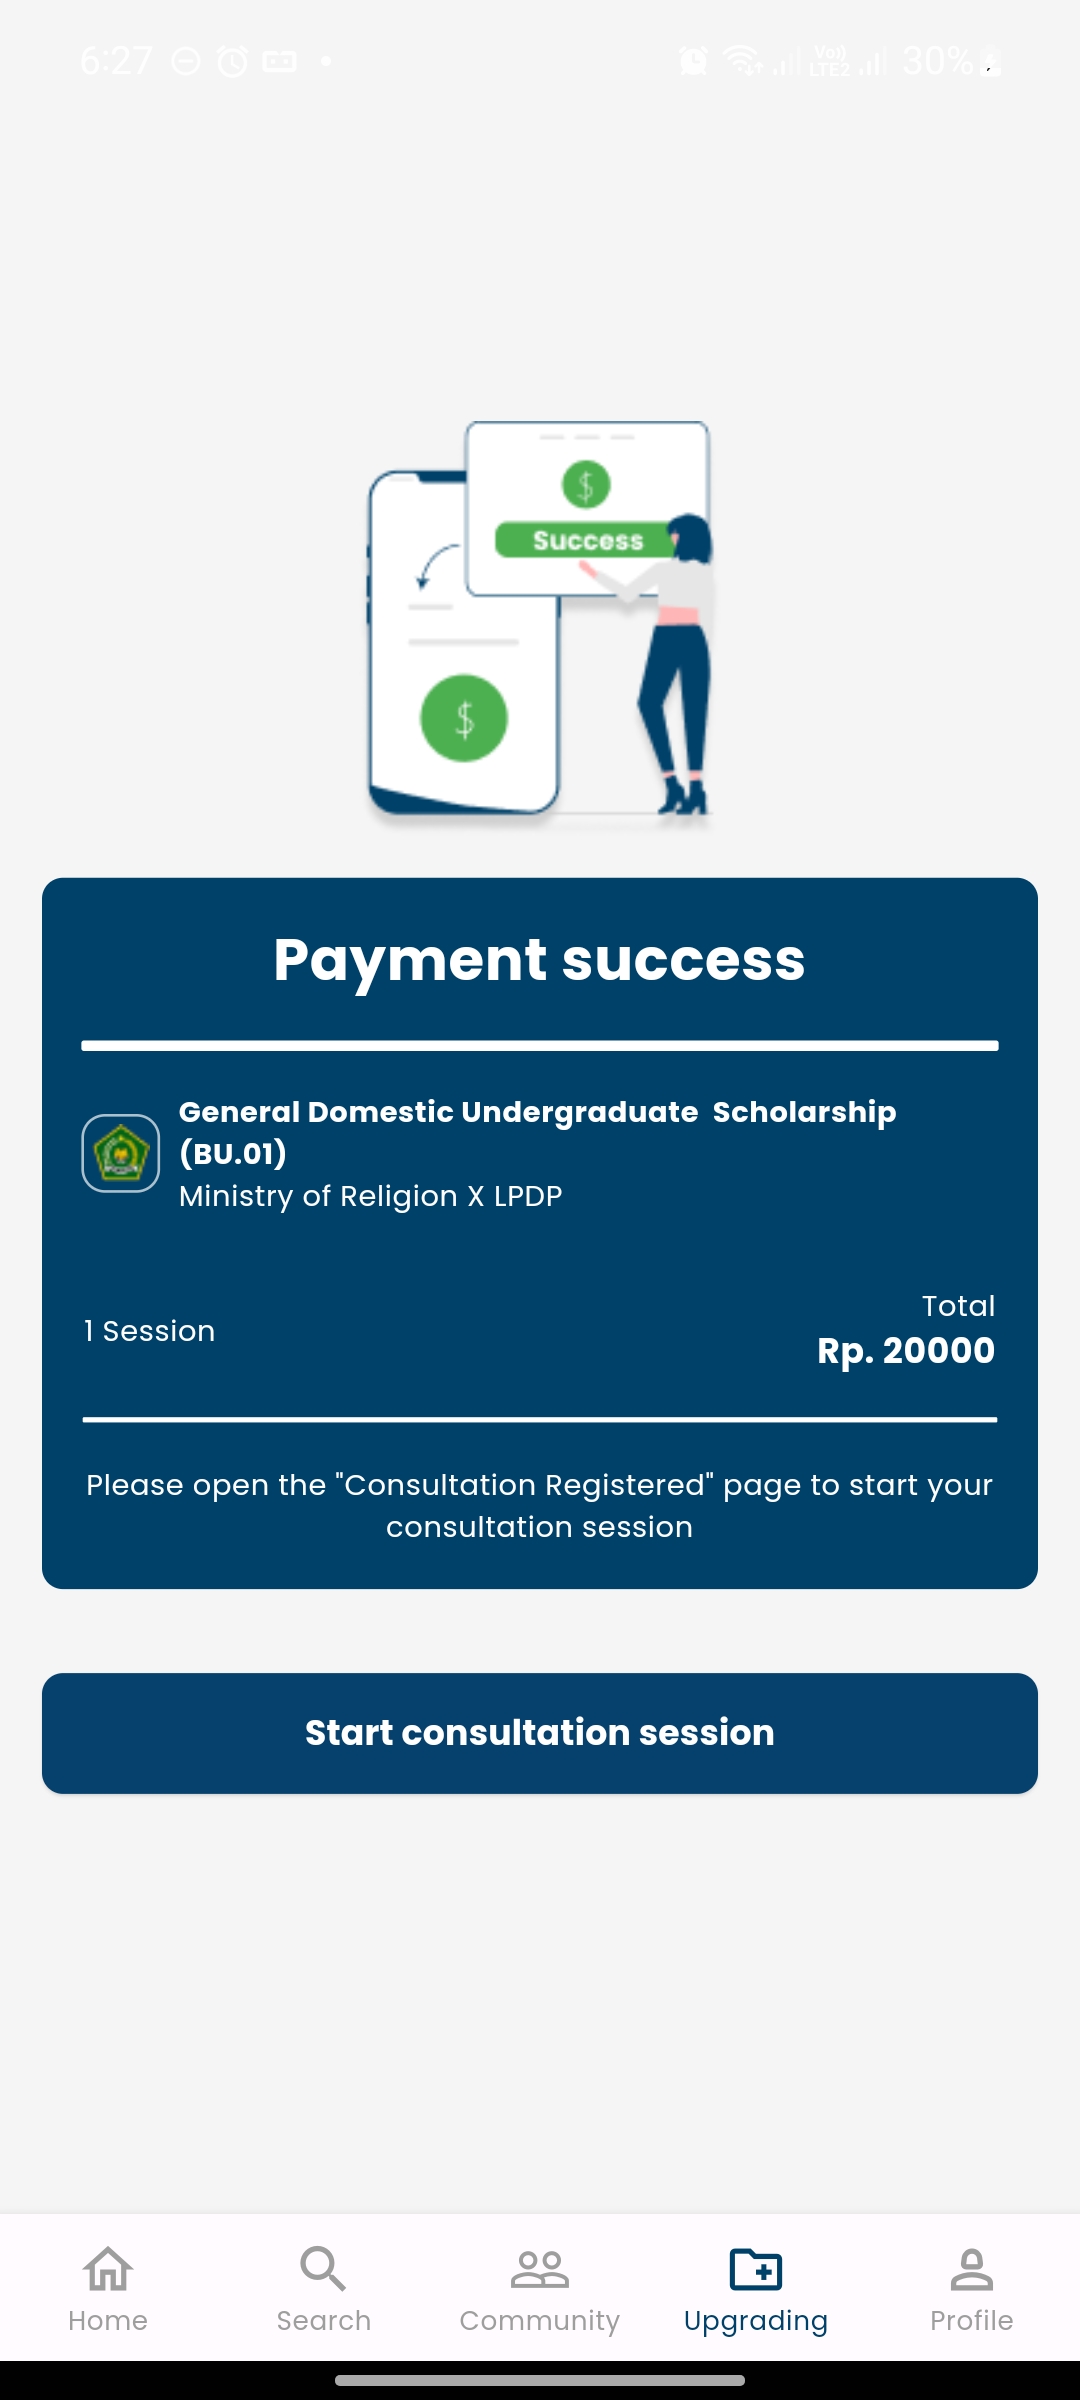 6:27
Vo))
LTE2
30%
$
Success
$
Payment success
General Domestic Undergraduate  Scholarship
(BU.01)
Ministry of Religion X LPDP
Total
1 Session
Rp. 20000
Please open the "Consultation Registered" page to start your
consultation session
Start consultation session
Home
Search
Community
Upgrading
Profile